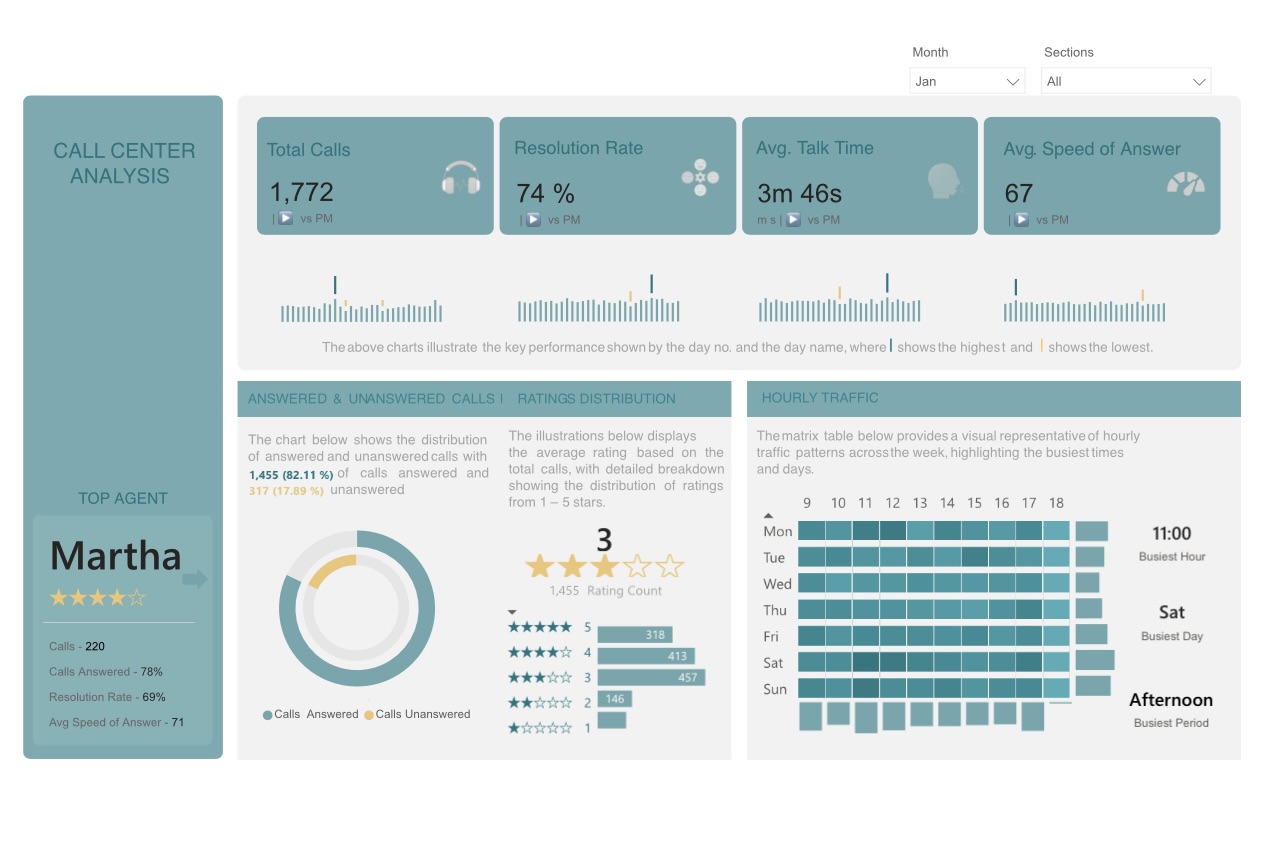 Month
Sections
Jan
All
CALL CENTER
ANALYSIS
Total Calls
1,772
| vs PM
Resolution Rate
74 %
| vs PM
Avg. Talk Time
3m 46s
m s | vs PM
Avg. Speed of Answer
67
| vs PM
The above charts illustrate the key performance shown by the day no. and the day name, where shows the highest and shows the lowest.
TOP AGENT
Martha
Calls - 220
Calls Answered - 78%
Resolution Rate - 69%
Avg Speed of Answer - 71
ANSWERED & UNANSWERED CALLS |
The chart below shows the distribution
of answered and unanswered calls with
1,455 (82.11 %) of calls answered and
317 (17.89 %) unanswered
Calls Answered
Calls Unanswered
RATINGS DISTRIBUTION
The illustrations below displays
the average rating based on the
total calls, with detailed breakdown
showing the distribution of ratings
from 1 – 5 stars.
3
1,455 Rating Count
5 318
4 413
3 457
2 146
1
HOURLY TRAFFIC
The matrix table below provides a visual representative of hourly
traffic patterns across the week, highlighting the busiest times
and days.
9 10 11 12 13 14 15 16 17 18
Mon
Tue
Wed
Thu
Fri
Sat
Sun
11:00
Busiest Hour
Sat
Busiest Day
Afternoon
Busiest Period